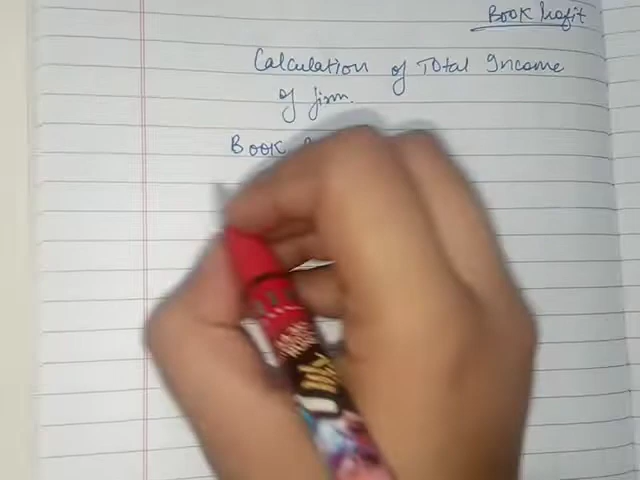 Book Profit
Calculation of Total Income
of firm.
Book